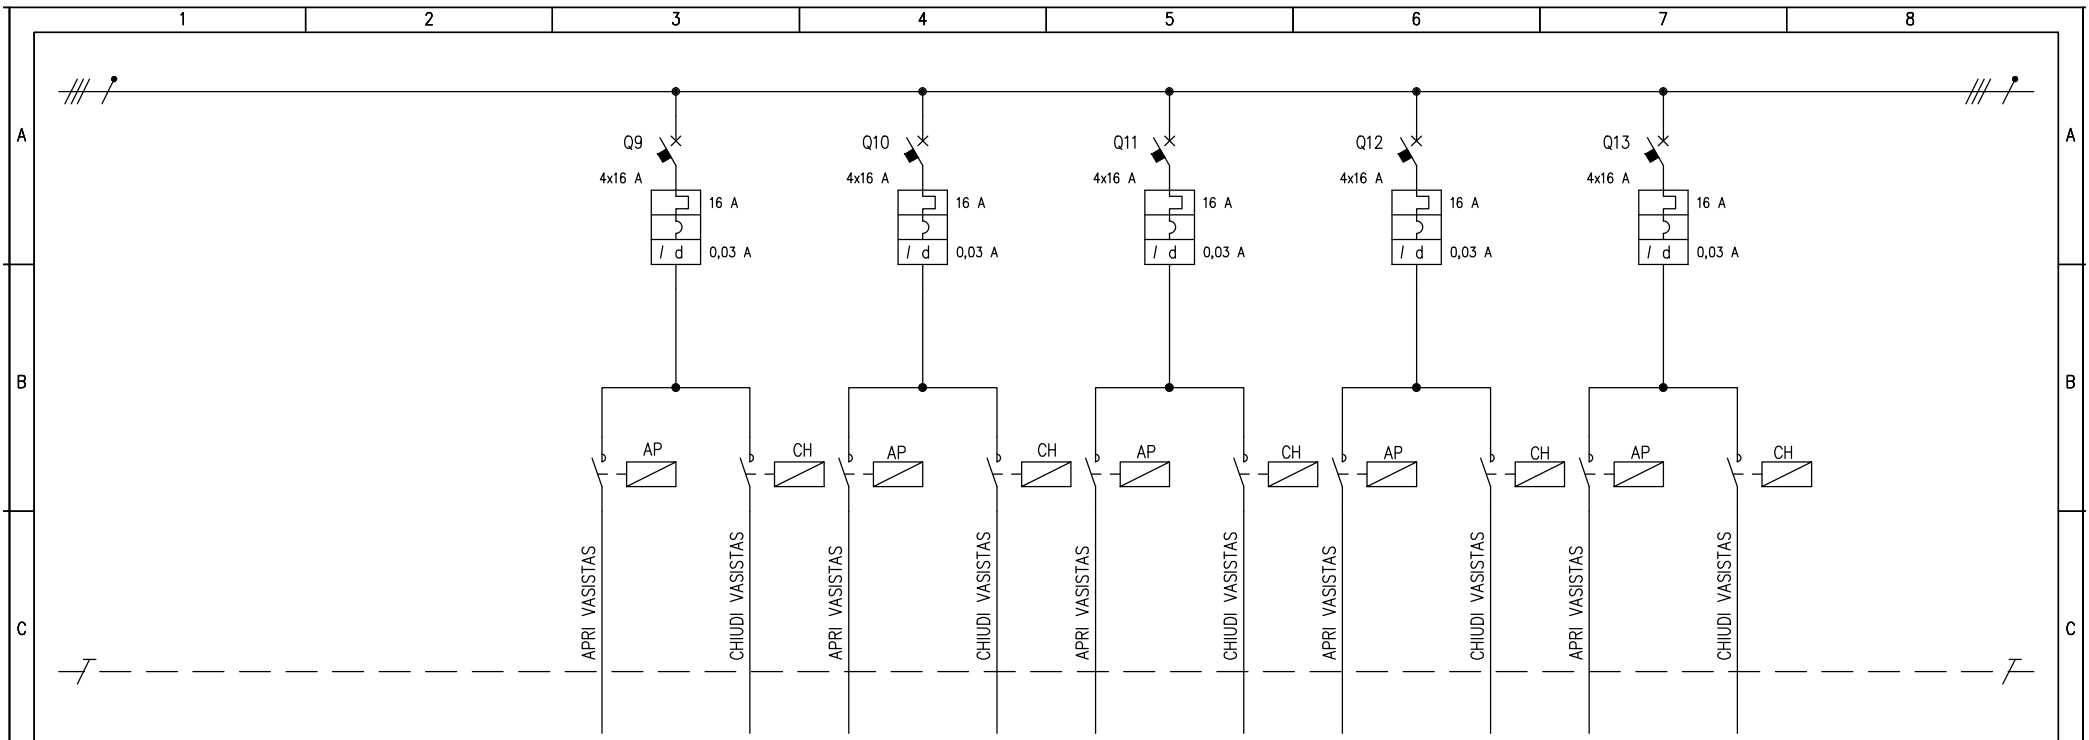 1 2 3 4 5 6 7 8
A A
Q9 Q10 Q11 Q12 Q13
4x16 A 4x16 A 4x16 A 4x16 A 4x16 A
16 A 16 A 16 A 16 A 16 A
I d I d I d I d I d
0,03 A 0,03 A 0,03 A 0,03 A 0,03 A
B B
AP CH AP CH AP CH AP CH AP CH
APRI VASISTAS
CHIUDI VASISTAS
APRI VASISTAS
CHIUDI VASISTAS
APRI VASISTAS
CHIUDI VASISTAS
APRI VASISTAS
CHIUDI VASISTAS
APRI VASISTAS
CHIUDI VASISTAS
C C